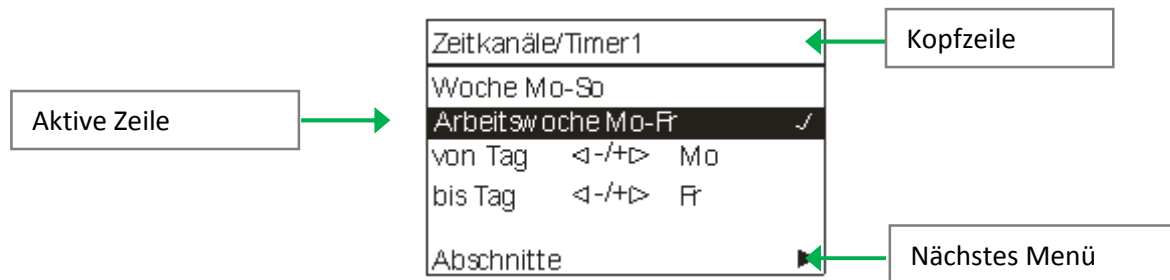 Zeitkanäle/Timer1
Kopfzeile
Woche Mo-So
Aktive Zeile
Arbeitswoche Mo-Fr ✓
von Tag ◁-/+▷ Mo
bis Tag ◁-/+▷ Fr
Abschnitte ▶
Nächstes Menü